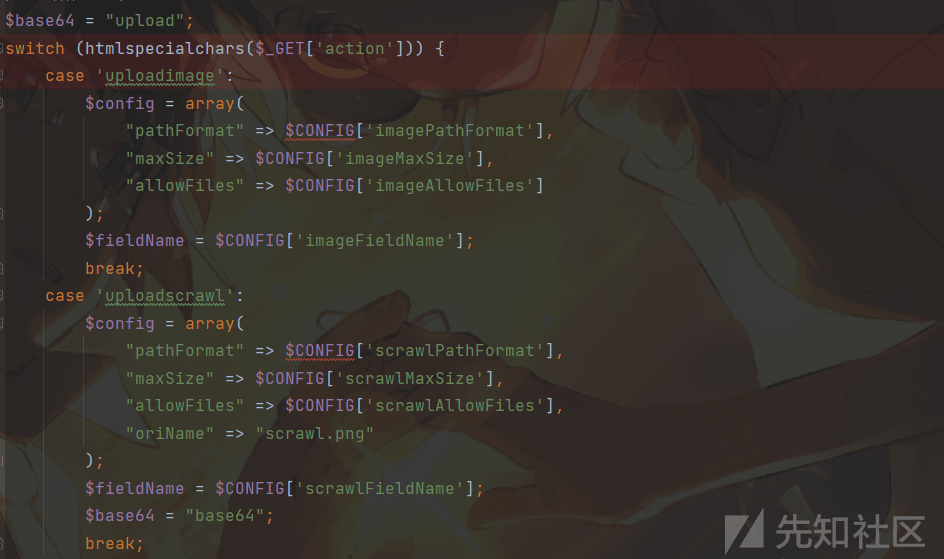 $base64 = "upload";
switch (htmlspecialchars($_GET['action'])) {
    case 'uploadimage':
        $config = array(
            "pathFormat" => $CONFIG['imagePathFormat'],
            "maxSize" => $CONFIG['imageMaxSize'],
            "allowFiles" => $CONFIG['imageAllowFiles']
        );
        $fieldName = $CONFIG['imageFieldName'];
        break;
    case 'uploadscrawl':
        $config = array(
            "pathFormat" => $CONFIG['scrawlPathFormat'],
            "maxSize" => $CONFIG['scrawlMaxSize'],
            "allowFiles" => $CONFIG['scrawlAllowFiles'],
            "oriName" => "scrawl.png"
        );
        $fieldName = $CONFIG['scrawlFieldName'];
        $base64 = "base64";
        break;
先知社区